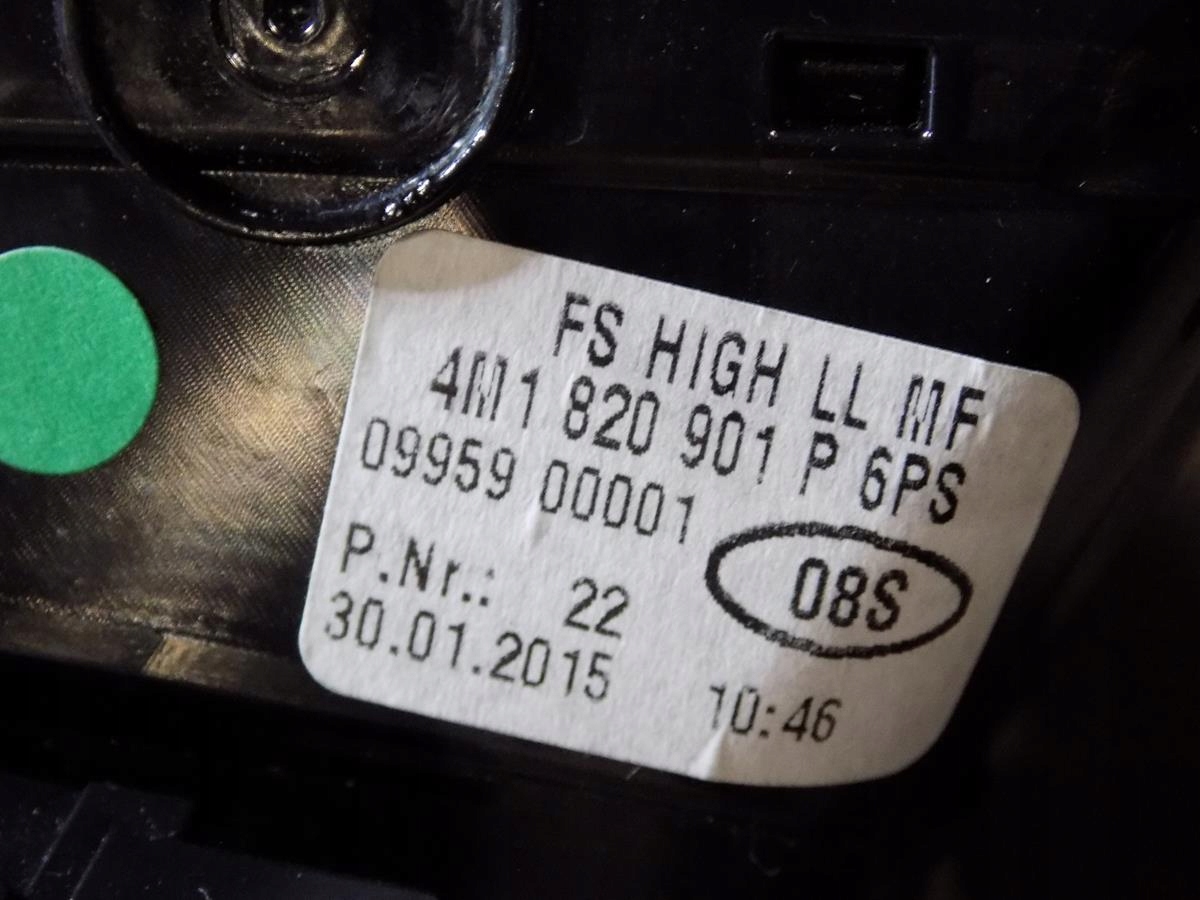 FS HIGH LL MF
4M1 820 901 P 6PS
09959 00001
08S
P.Nr.: 22
30.01.2015 10:46